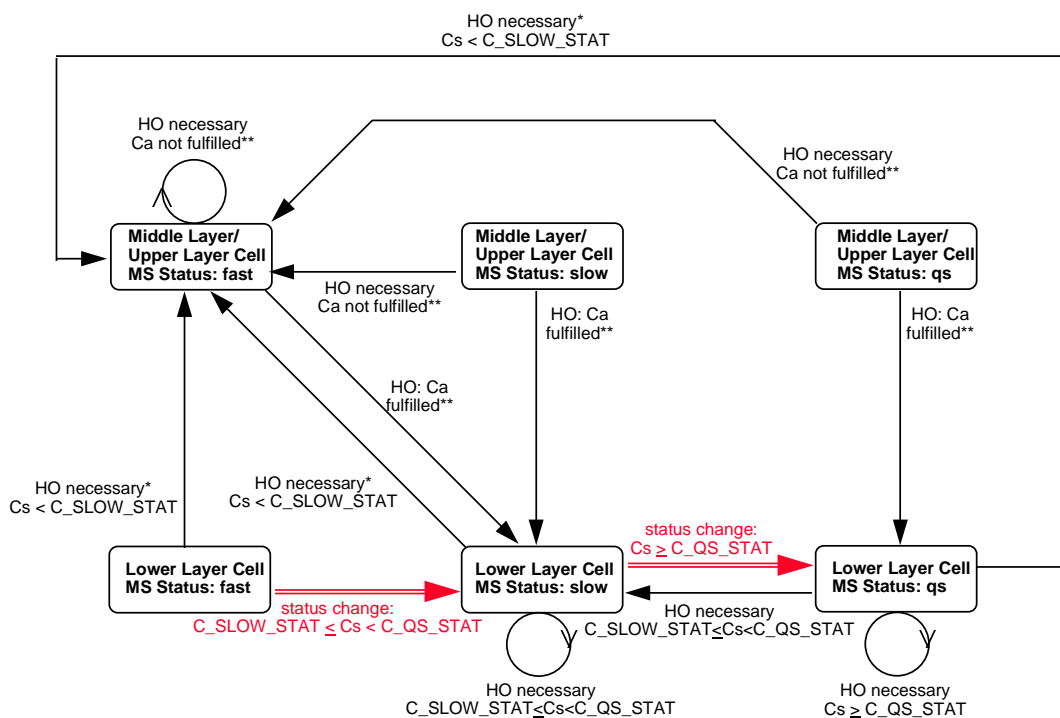 HO necessary*
Cs < C_SLOW_STAT
HO necessary
Ca not fulfilled**
HO necessary
Ca not fulfilled**
Middle Layer/
Upper Layer Cell
MS Status: fast
Middle Layer/
Upper Layer Cell
MS Status: slow
Middle Layer/
Upper Layer Cell
MS Status: qs
HO necessary
Ca not fulfilled**
HO: Ca
fulfilled**
HO: Ca
fulfilled**
HO: Ca
fulfilled**
HO necessary*
Cs < C_SLOW_STAT
HO necessary*
Cs < C_SLOW_STAT
status change:
Cs ≥ C_QS_STAT
Lower Layer Cell
MS Status: fast
Lower Layer Cell
MS Status: slow
Lower Layer Cell
MS Status: qs
status change:
C_SLOW_STAT ≤ Cs < C_QS_STAT
HO necessary
C_SLOW_STAT≤Cs<C_QS_STAT
HO necessary
C_SLOW_STAT≤Cs<C_QS_STAT
HO necessary
Cs ≥ C_QS_STAT